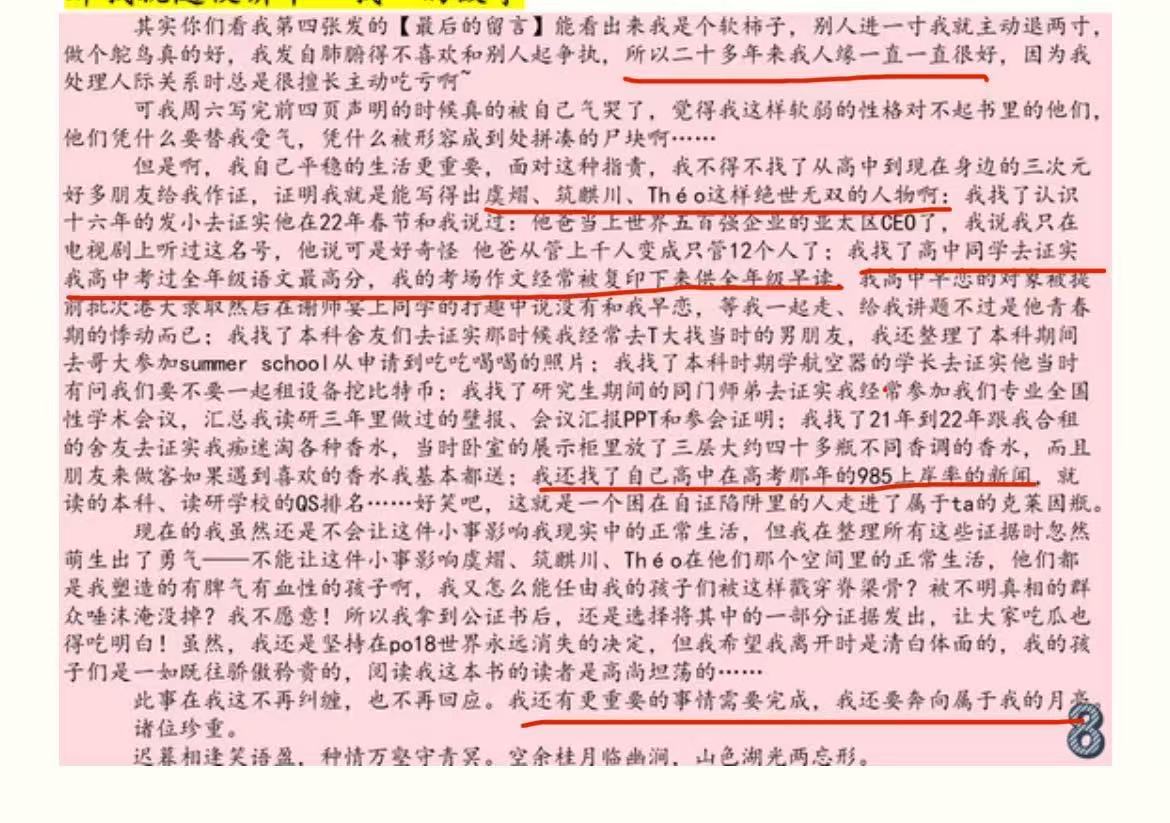 其实你们看我第四张发的【最后的留言】能看出来我是个软柿子，别人进一寸我就主动退两寸，
做个鸵鸟真的好，我发自肺腑得不喜欢和别人起争执，所以二十多年来我人缘一直一直很好，因为我
处理人际关系时总是很擅长主动吃亏啊~
可我周六写完前四页声明的时候真的被自己气哭了，觉得我这样软弱的性格对不起书里的他们，
他们凭什么要替我受气，凭什么被形容成到处拼凑的尸块啊……
但是啊，我自己平稳的生活更重要，面对这种指责，我不得不找了从高中到现在身边的三次元
好多朋友给我作证，证明我就是能写得出虞熠、筑麒川、Théo这样绝世无双的人物啊；我找了认识
十六年的发小去证实他在22年春节和我说过：他爸当上世界五百强企业的亚太区CEO了，我说我只在
电视剧上听过这名号，他说可是好奇怪 他爸从管上千人变成只管12个人了；我找了高中同学去证实
我高中考过全年级语文最高分，我的考场作文经常被复印下来供全年级早读，我高中早恋的对象被提
前批次港大录取然后在谢师宴上同学的打趣中说没有和我早恋，等我一起走、给我讲题不过是他青春
期的悸动而已；我找了本科舍友们去证实那时候我经常去T大找当时的男朋友，我还整理了本科期间
去哥大参加summer school从申请到吃吃喝喝的照片；我找了本科时期学航空器的学长去证实他当时
有问我们要不要一起租设备挖比特币；我找了研究生期间的同门师弟去证实我经常参加我们专业全国
性学术会议，汇总我读研三年里做过的壁报、会议汇报PPT和参会证明；我找了21年到22年跟我合租
的舍友去证实我痴迷淘各种香水，当时卧室的展示柜里放了三层大约四十多瓶不同香调的香水，而且
朋友来做客如果遇到喜欢的香水我基本都送；我还找了自己高中在高考那年的985上岸率的新闻，就
读的本科、读研学校的QS排名……好笑吧，这就是一个困在自证陷阱里的人走进了属于ta的克莱因瓶。
现在的我虽然还是不会让这件小事影响我现实中的正常生活，但我在整理所有这些证据时忽然
萌生出了勇气——不能让这件小事影响虞熠、筑麒川、Théo在他们那个空间里的正常生活，他们都
是我塑造的有脾气有血性的孩子啊，我又怎么能任由我的孩子们被这样戳穿脊梁骨？被不明真相的群
众唾沫淹没掉？我不愿意！所以我拿到公证书后，还是选择将其中的一部分证据发出，让大家吃瓜也
得吃明白！虽然，我还是坚持在po18世界永远消失的决定，但我希望我离开时是清白体面的，我的孩
子们是一如既往骄傲矜贵的，阅读我这本书的读者是高尚坦荡的……
此事在我这不再纠缠，也不再回应。我还有更重要的事情需要完成，我还要奔向属于我的月亮。
诸位珍重。
迟暮相逢笑语盈，种情万壑守青冥。空余桂月临幽涧，山色湖光两忘形。
8